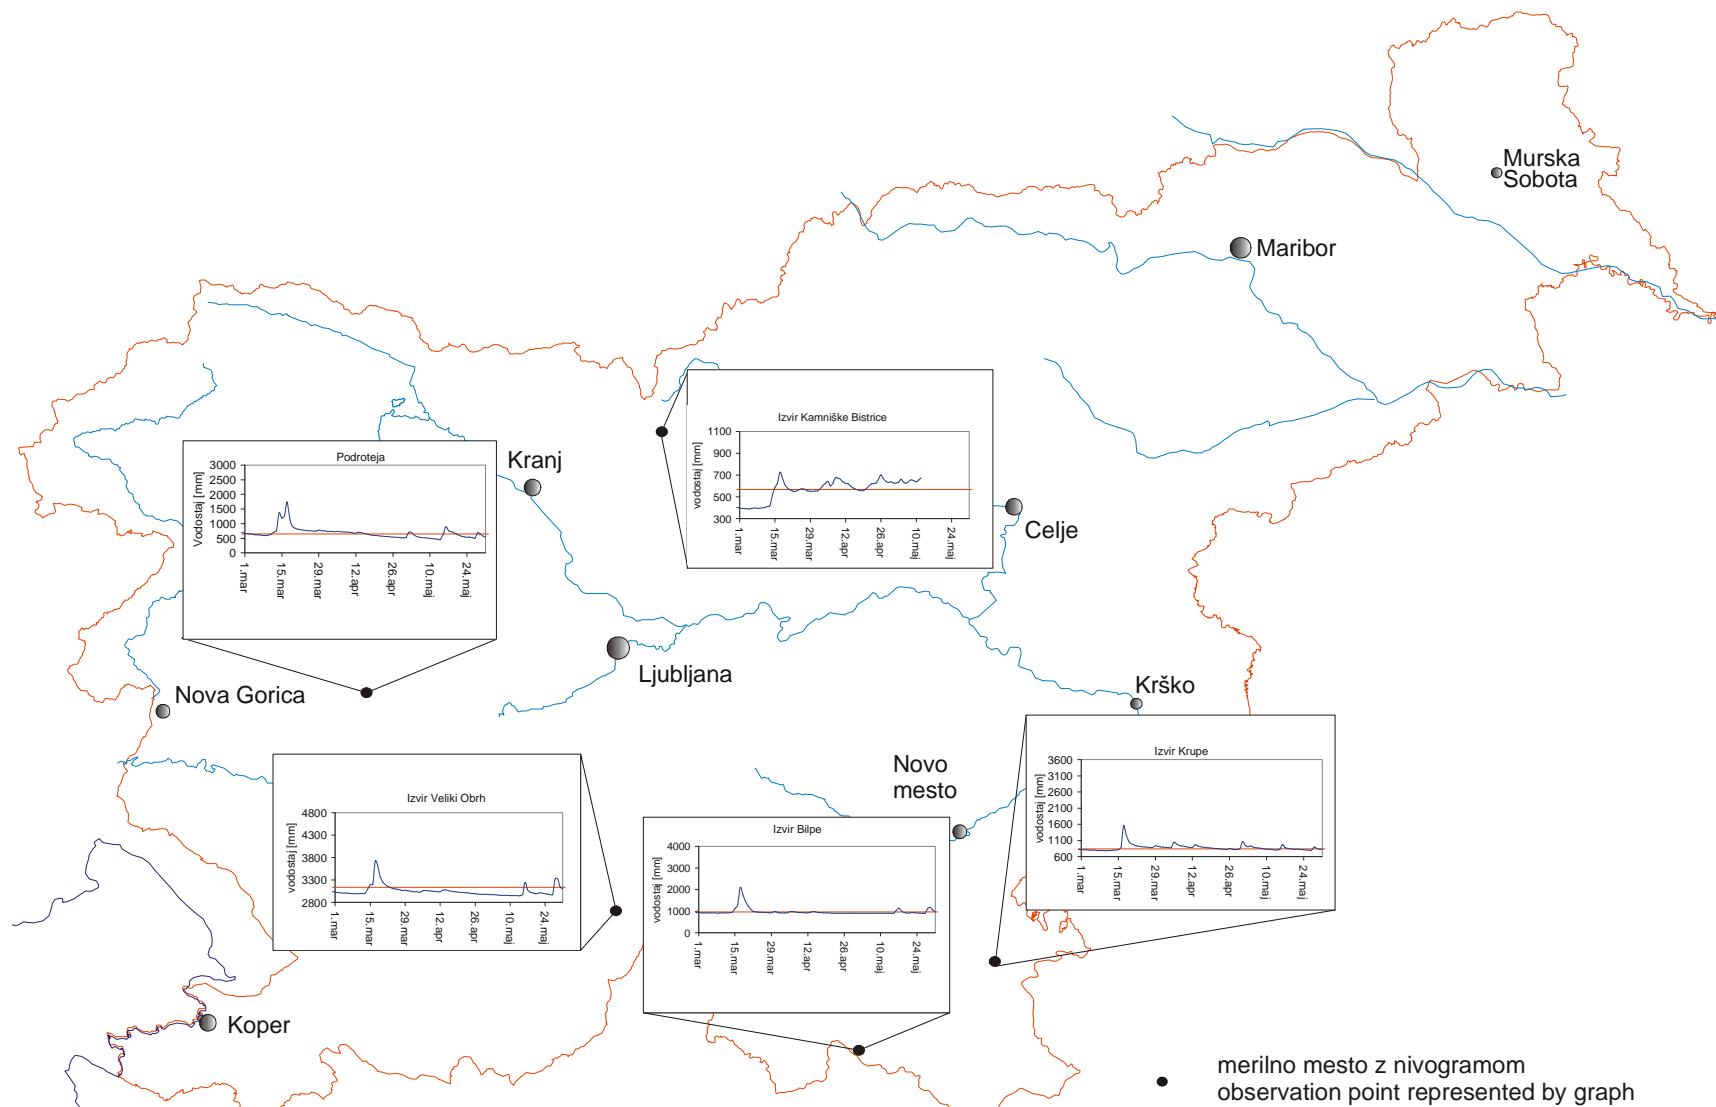 Murska
Sobota
Maribor
Izvir Kamniške Bistrice
vodostaj [mm]
1100
900
700
500
300
1.mar
15.mar
29.mar
12.apr
26.apr
10.maj
24.maj
Podroteja
Vodostaj [mm]
3000
2500
2000
1500
1000
500
0
1.mar
15.mar
29.mar
12.apr
26.apr
10.maj
24.maj
Kranj
Celje
Ljubljana
Nova Gorica
Krško
Izvir Krupe
vodostaj [mm]
3600
3100
2600
2100
1600
1100
600
1.mar
15.mar
29.mar
12.apr
26.apr
10.maj
24.maj
Novo
mesto
Izvir Veliki Obrh
vodostaj [mm]
4800
4300
3800
3300
2800
1.mar
15.mar
29.mar
12.apr
26.apr
10.maj
24.maj
Izvir Bilpe
vodostaj [mm]
4000
3000
2000
1000
0
1.mar
15.mar
29.mar
12.apr
26.apr
10.maj
24.maj
Koper
merilno mesto z nivogramom
observation point represented by graph